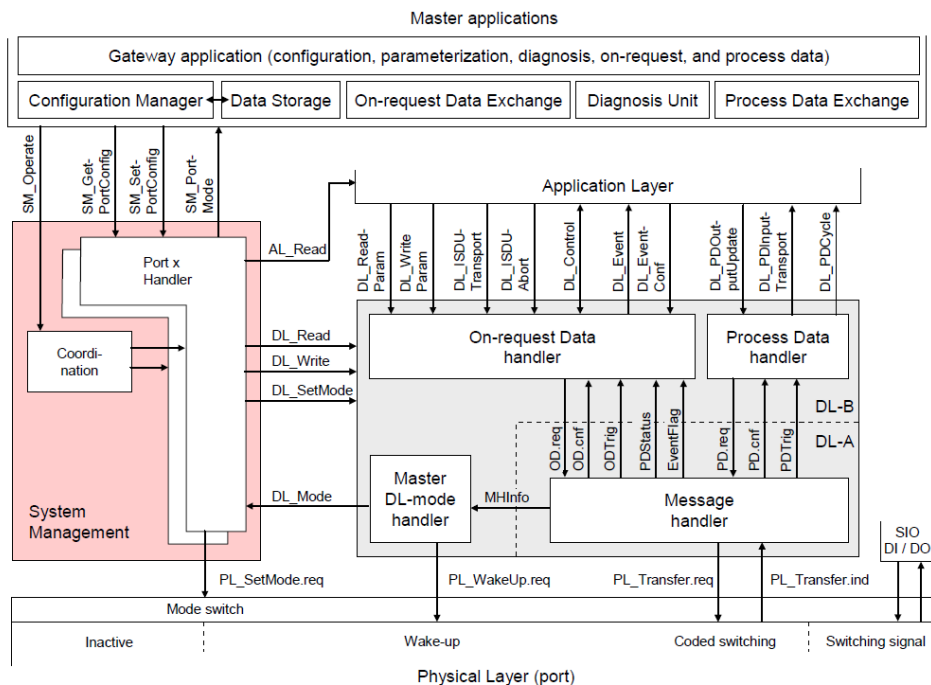 Master applications
Gateway application (configuration, parameterization, diagnosis, on-request, and process data)
Configuration Manager
Data Storage
On-request Data Exchange
Diagnosis Unit
Process Data Exchange
SM_Operate
SM_Get-
PortConfig
SM_Set-
PortConfig
SM_Port-
Mode
Application Layer
AL_Read
Port x
Handler
DL_Read-
Param
DL_Write
Param
DL_ISDU-
Transport
DL_ISDU-
Abort
DL_Control
DL_Event
DL_Event-
Conf
DL_PDOut-
putUpdate
DL_PDInput-
Transport
DL_PDCycle
Coordi-
nation
DL_Read
DL_Write
DL_SetMode
On-request Data
handler
Process Data
handler
DL-B
DL-A
OD.req
OD.cnf
ODTrig
PDStatus
EventFlag
PD.req
PD.cnf
PDTrig
System
Management
DL_Mode
Master
DL-mode
handler
MHInfo
Message
handler
SIO
DI / DO
PL_SetMode.req
PL_WakeUp.req
PL_Transfer.req
PL_Transfer.ind
Mode switch
Inactive
Wake-up
Coded switching
Switching signal
Physical Layer (port)